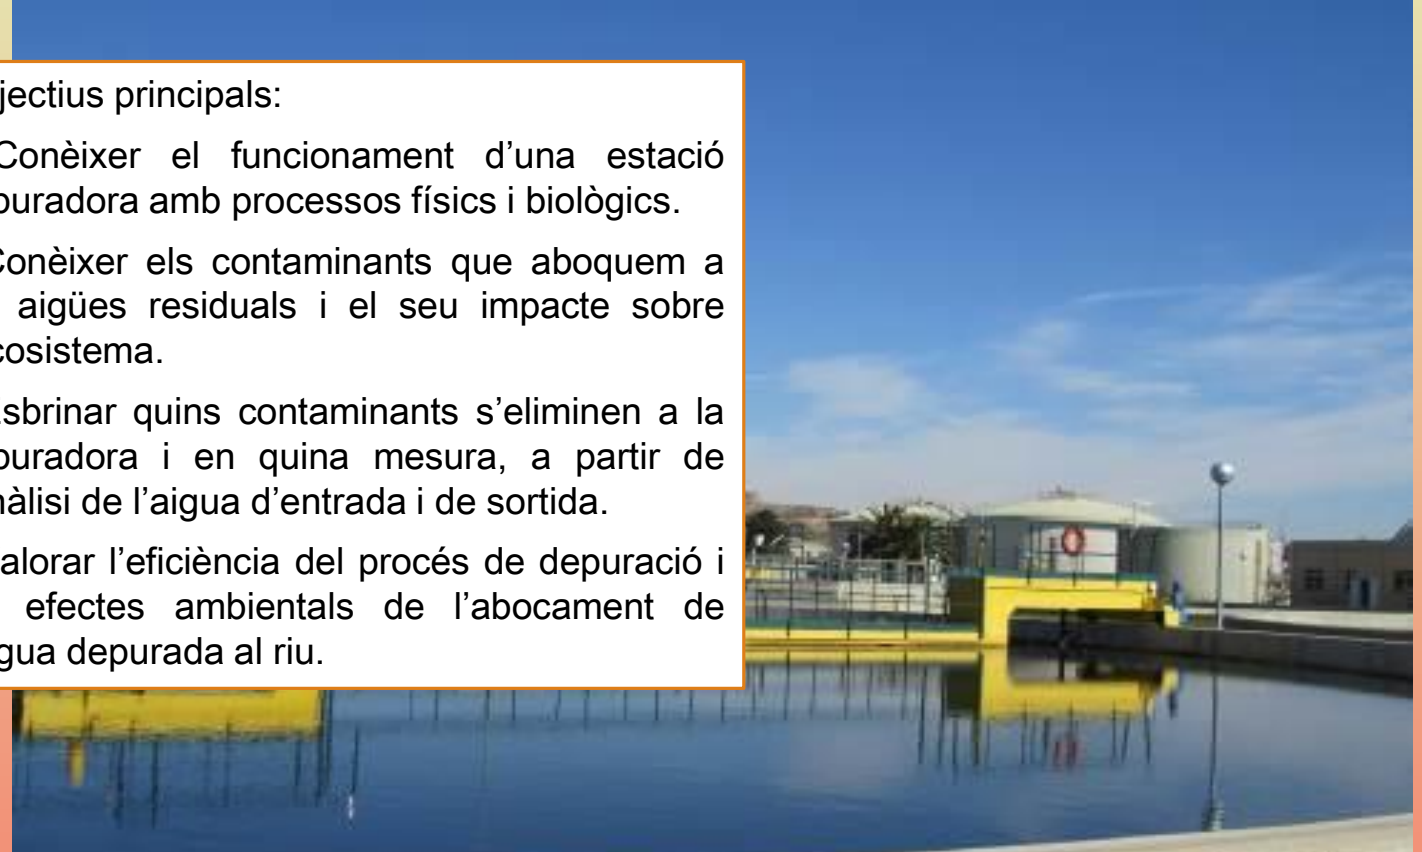 jectius principals:
Conèixer el funcionament d’una estació
puradora amb processos físics i biològics.
Conèixer els contaminants que aboquem a
aigües residuals i el seu impacte sobre
cosistema.
sbrinar quins contaminants s’eliminen a la
puradora i en quina mesura, a partir de
nàlisi de l’aigua d’entrada i de sortida.
alorar l’eficiència del procés de depuració i
efectes ambientals de l’abocament de
gua depurada al riu.